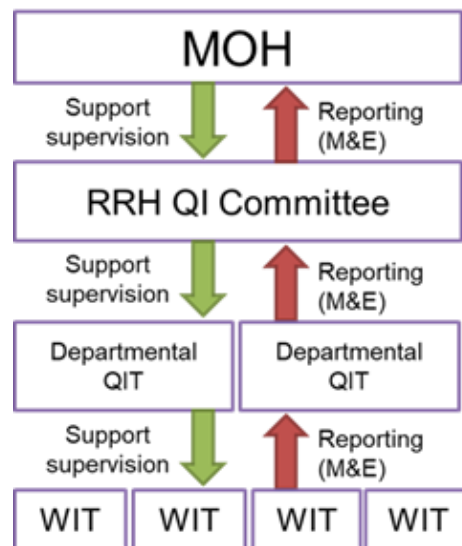 MOH
Support
supervision
Reporting
(M&E)
RRH QI Committee
Support
supervision
Reporting
(M&E)
Departmental
QIT
Departmental
QIT
Support
supervision
Reporting
(M&E)
WIT
WIT
WIT
WIT